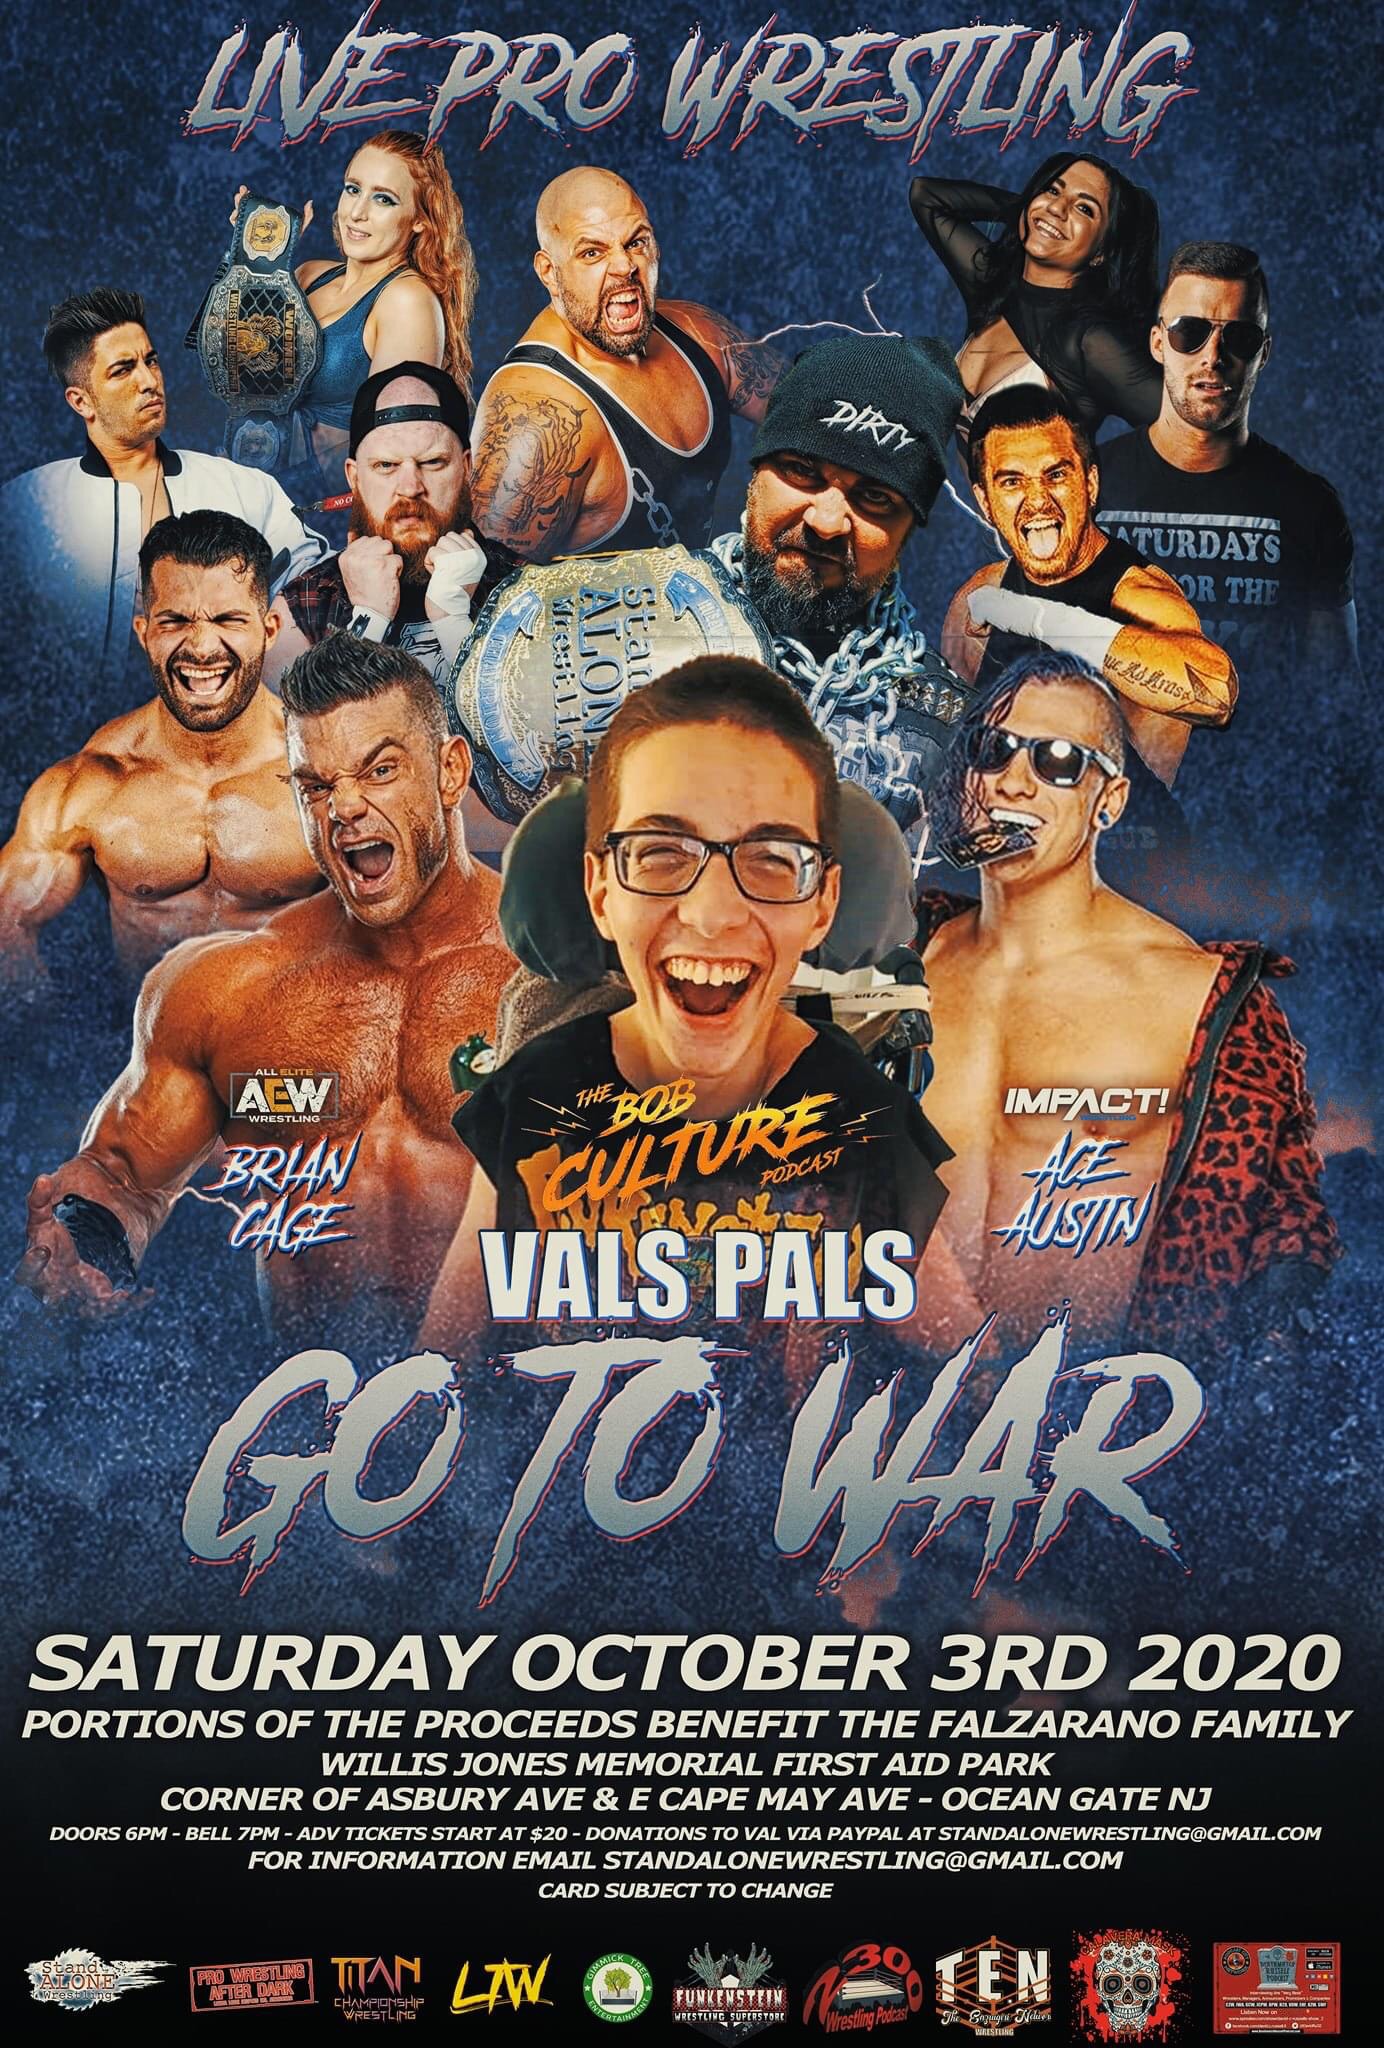 LIVE PRO WRESTLING
DIRTY
NO
Stand
ALONE
Wrestling
ATURDAYS
OR THE
ALL ELITE
AEW
WRESTLING
BRIAN
CAGE
THE
BOB
CULTURE
PODCAST
IMPACT!
WRESTLING
ACE
AUSTIN
VALS PALS
GO TO WAR
SATURDAY OCTOBER 3RD 2020
PORTIONS OF THE PROCEEDS BENEFIT THE FALZARANO FAMILY
WILLIS JONES MEMORIAL FIRST AID PARK
CORNER OF ASBURY AVE & E CAPE MAY AVE - OCEAN GATE NJ
DOORS 6PM - BELL 7PM - ADV TICKETS START AT $20 - DONATIONS TO VAL VIA PAYPAL AT STANDALONEWRESTLING@GMAIL.COM
FOR INFORMATION EMAIL STANDALONEWRESTLING@GMAIL.COM
CARD SUBJECT TO CHANGE
Stand
ALONE
Wrestling
PRO WRESTLING
AFTER DARK
TITAN
CHAMPIONSHIP
WRESTLING
LTW
GIMMICK TREE
ENTERTAINMENT
FUNKENSTEIN
WRESTLING SUPERSTORE
Wrestling Podcast
T.E.N
WRESTLING
CALAVERA MASKS